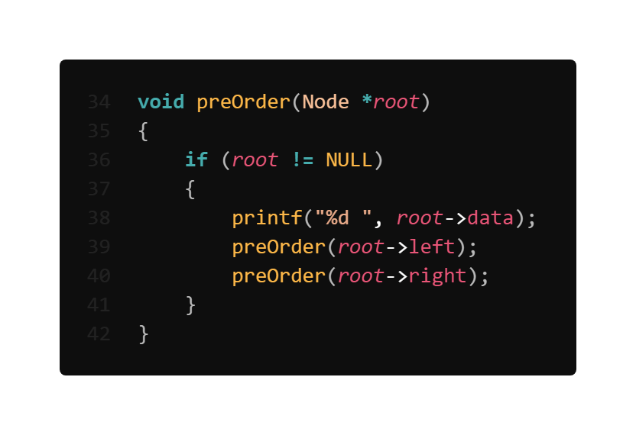 34 void preOrder(Node *root)
35 {
36     if (root != NULL)
37     {
38         printf("%d ", root->data);
39         preOrder(root->left);
40         preOrder(root->right);
41     }
42 }